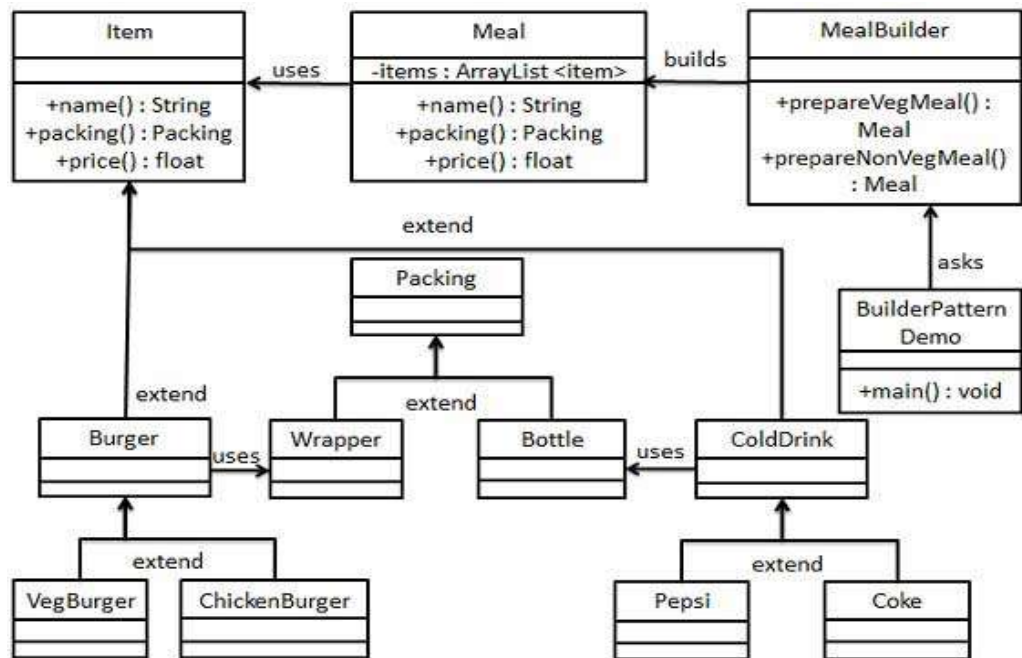 Item
+name() : String
+packing() : Packing
+price() : float
uses
Meal
-items : ArrayList <item>
+name() : String
+packing() : Packing
+price() : float
builds
MealBuilder
+prepareVegMeal() :
Meal
+prepareNonVegMeal()
: Meal
extend
asks
Packing
BuilderPattern
Demo
+main() : void
extend
extend
Burger
uses
Wrapper
Bottle
uses
ColdDrink
extend
extend
VegBurger
ChickenBurger
Pepsi
Coke